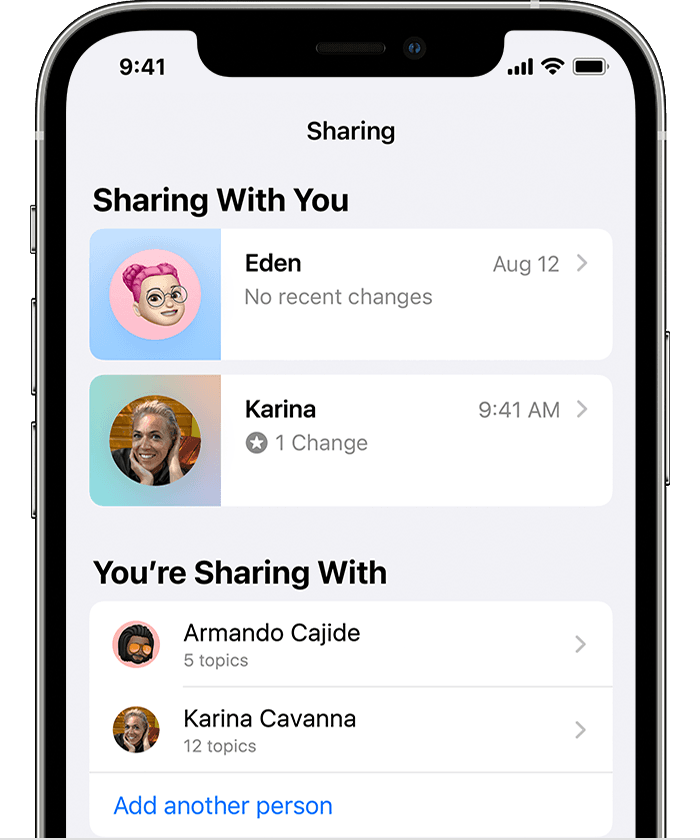 9:41
Sharing
Sharing With You
Eden
Aug 12
No recent changes
Karina
9:41 AM
1 Change
You’re Sharing With
Armando Cajide
5 topics
Karina Cavanna
12 topics
Add another person